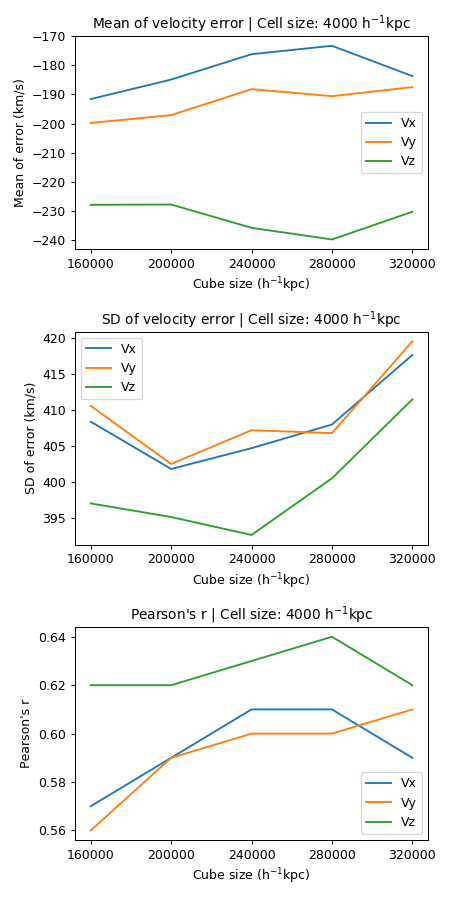 Mean of velocity error | Cell size: 4000 h⁻¹kpc
−170
−180
−190
−200
−210
−220
−230
−240
Mean of error (km/s)
Vx
Vy
Vz
160000 200000 240000 280000 320000
Cube size (h⁻¹kpc)
SD of velocity error | Cell size: 4000 h⁻¹kpc
420
415
410
405
400
395
SD of error (km/s)
Vx
Vy
Vz
160000 200000 240000 280000 320000
Cube size (h⁻¹kpc)
Pearson's r | Cell size: 4000 h⁻¹kpc
0.64
0.62
0.60
0.58
0.56
Pearson's r
Vx
Vy
Vz
160000 200000 240000 280000 320000
Cube size (h⁻¹kpc)